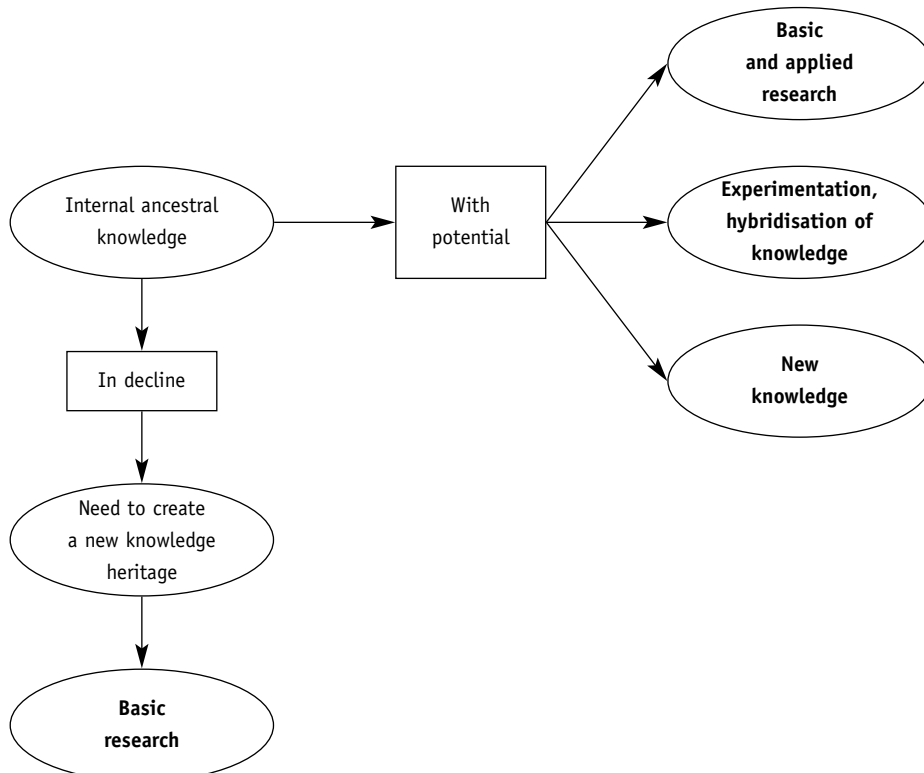 Basic
and applied
research
Internal ancestral
knowledge
With
potential
Experimentation,
hybridisation of
knowledge
In decline
New
knowledge
Need to create
a new knowledge
heritage
Basic
research